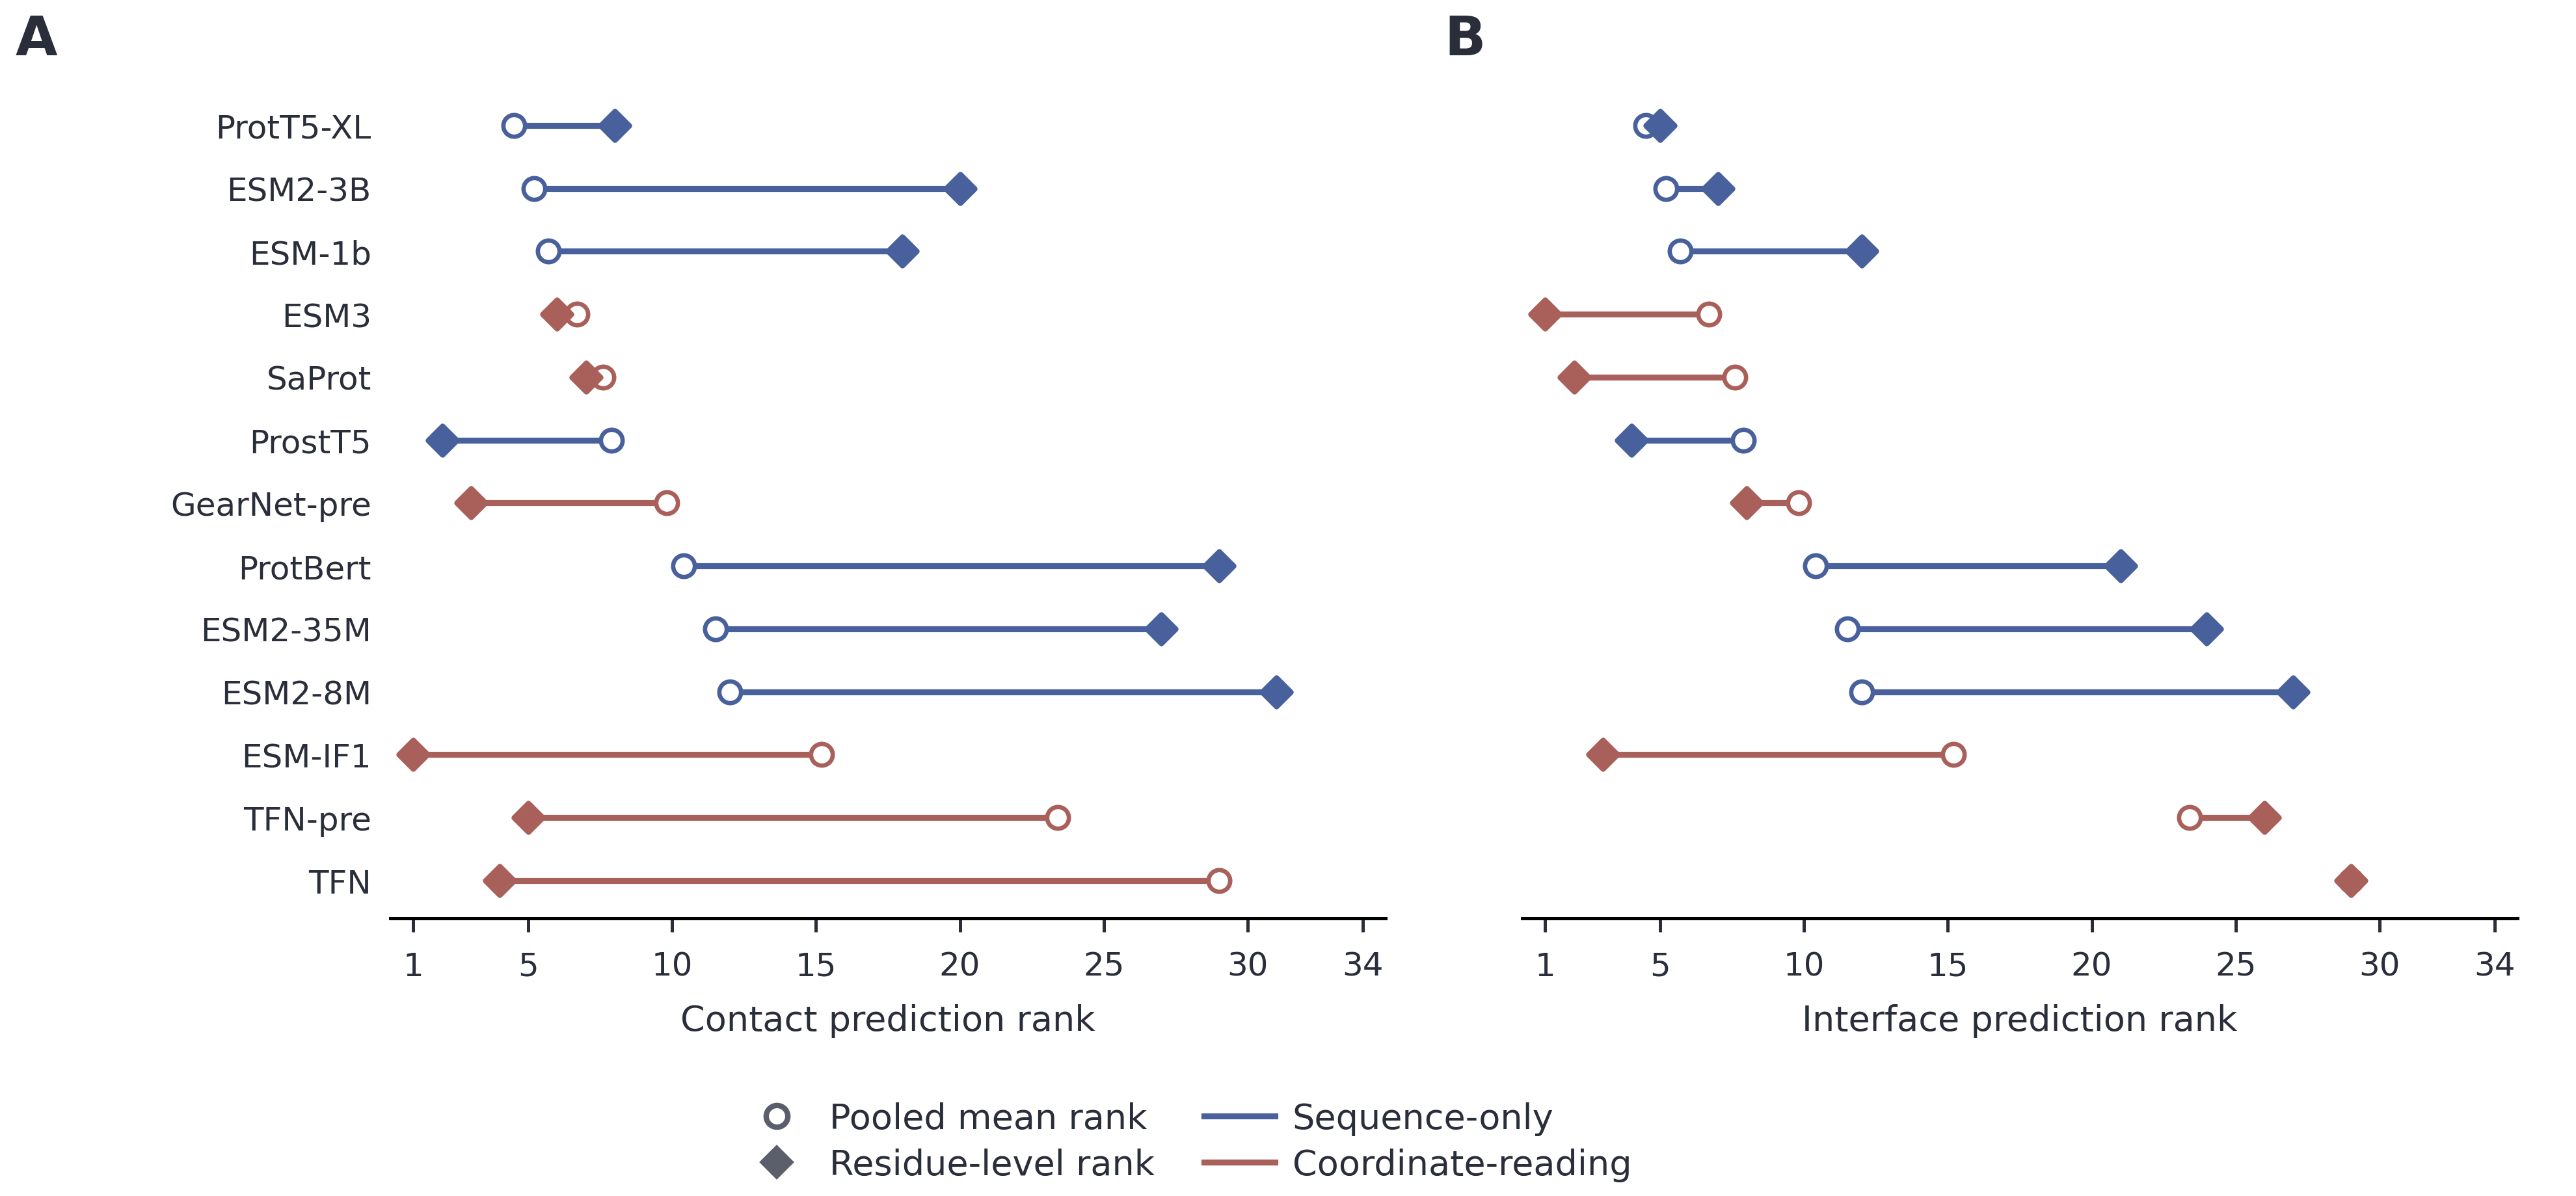 A
B
ProtT5-XL
ESM2-3B
ESM-1b
ESM3
SaProt
ProstT5
GearNet-pre
ProtBert
ESM2-35M
ESM2-8M
ESM-IF1
TFN-pre
TFN
1 5 10 15 20 25 30 34
Contact prediction rank
1 5 10 15 20 25 30 34
Interface prediction rank
Pooled mean rank
Residue-level rank
Sequence-only
Coordinate-reading